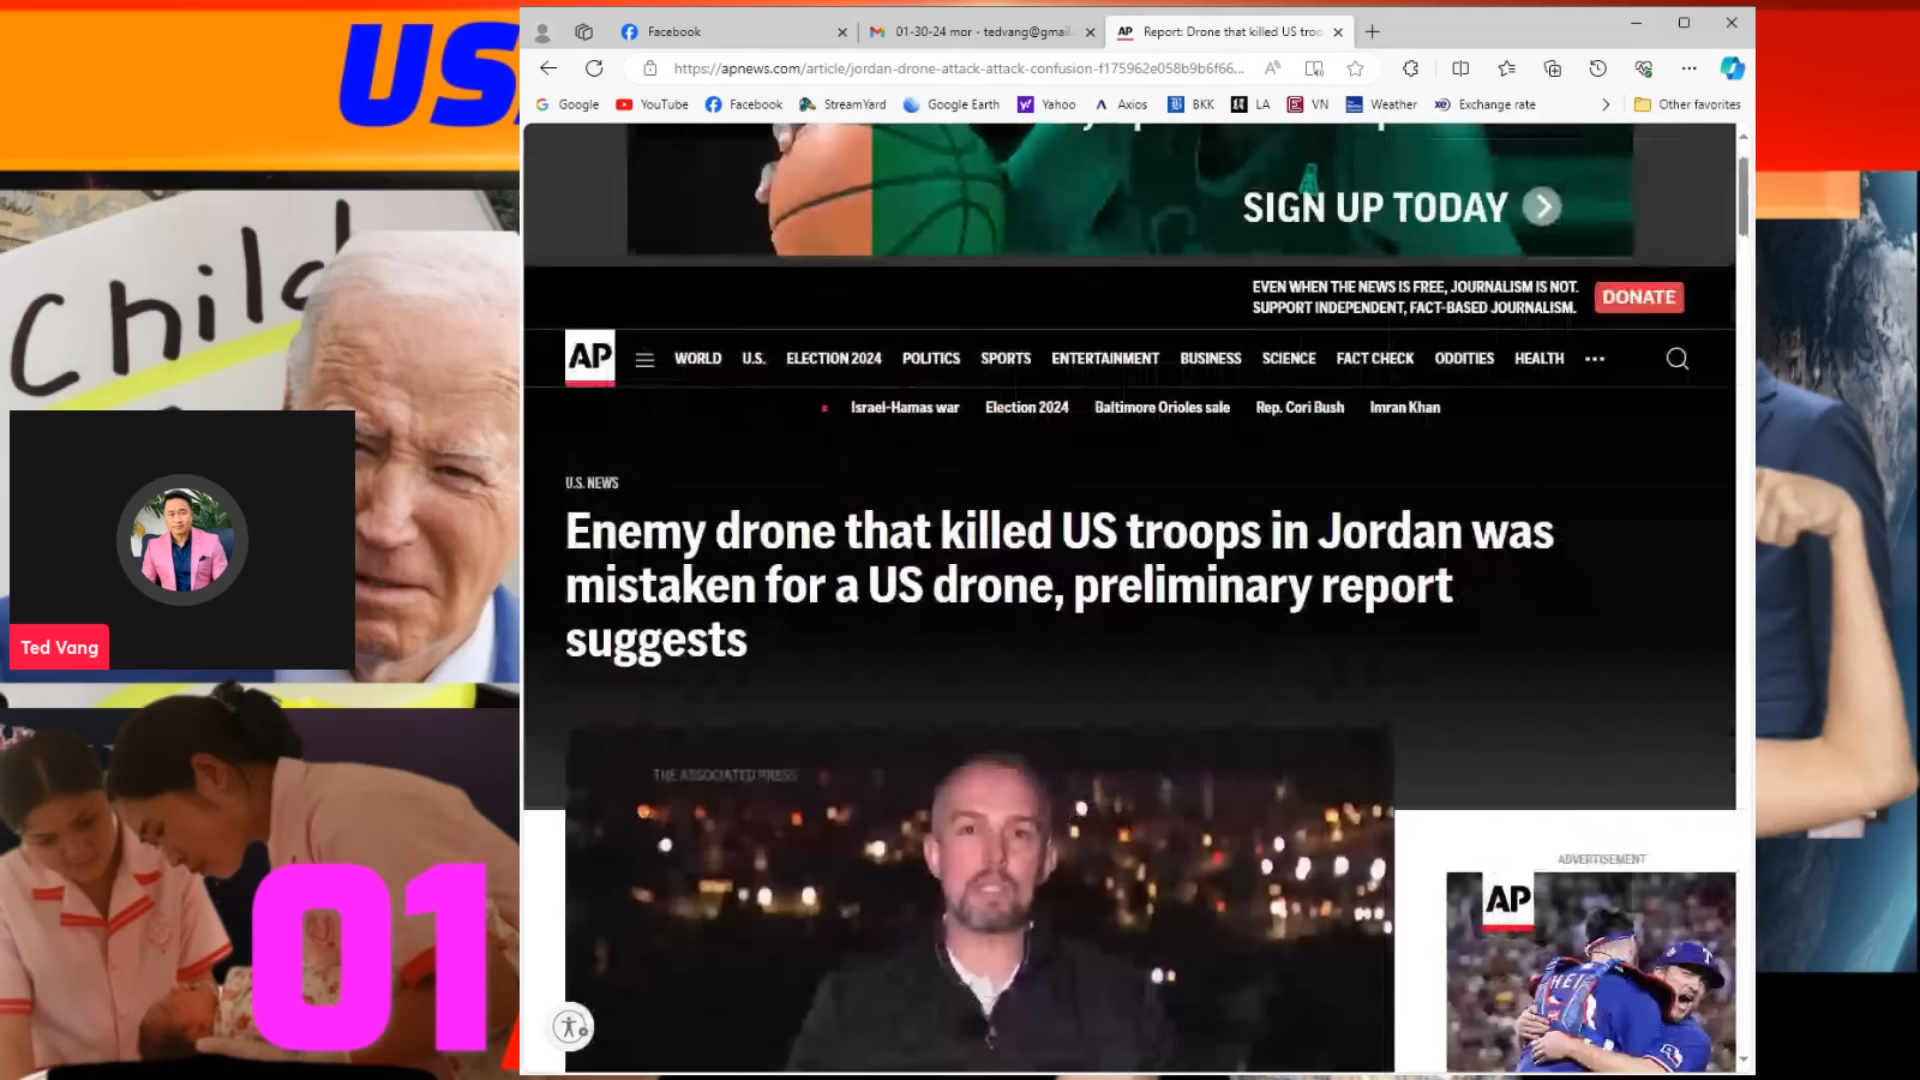 US
Facebook
01-30-24 mor - tedvang@gmail.
AP Report: Drone that killed US troo
https://apnews.com/article/jordan-drone-attack-attack-confusion-f175962e058b9b6f66...
Google
YouTube
Facebook
StreamYard
Google Earth
Yahoo
Axios
BKK
LA
VN
Weather
Exchange rate
Other favorites
SIGN UP TODAY
EVEN WHEN THE NEWS IS FREE, JOURNALISM IS NOT.
SUPPORT INDEPENDENT, FACT-BASED JOURNALISM.
DONATE
AP
WORLD U.S. ELECTION 2024 POLITICS SPORTS ENTERTAINMENT BUSINESS SCIENCE FACT CHECK ODDITIES HEALTH ...
Israel-Hamas war Election 2024 Baltimore Orioles sale Rep. Cori Bush Imran Khan
U.S. NEWS
Enemy drone that killed US troops in Jordan was
mistaken for a US drone, preliminary report
suggests
THE ASSOCIATED PRESS
ADVERTISEMENT
AP
HEI
T
Child
Ted Vang
01